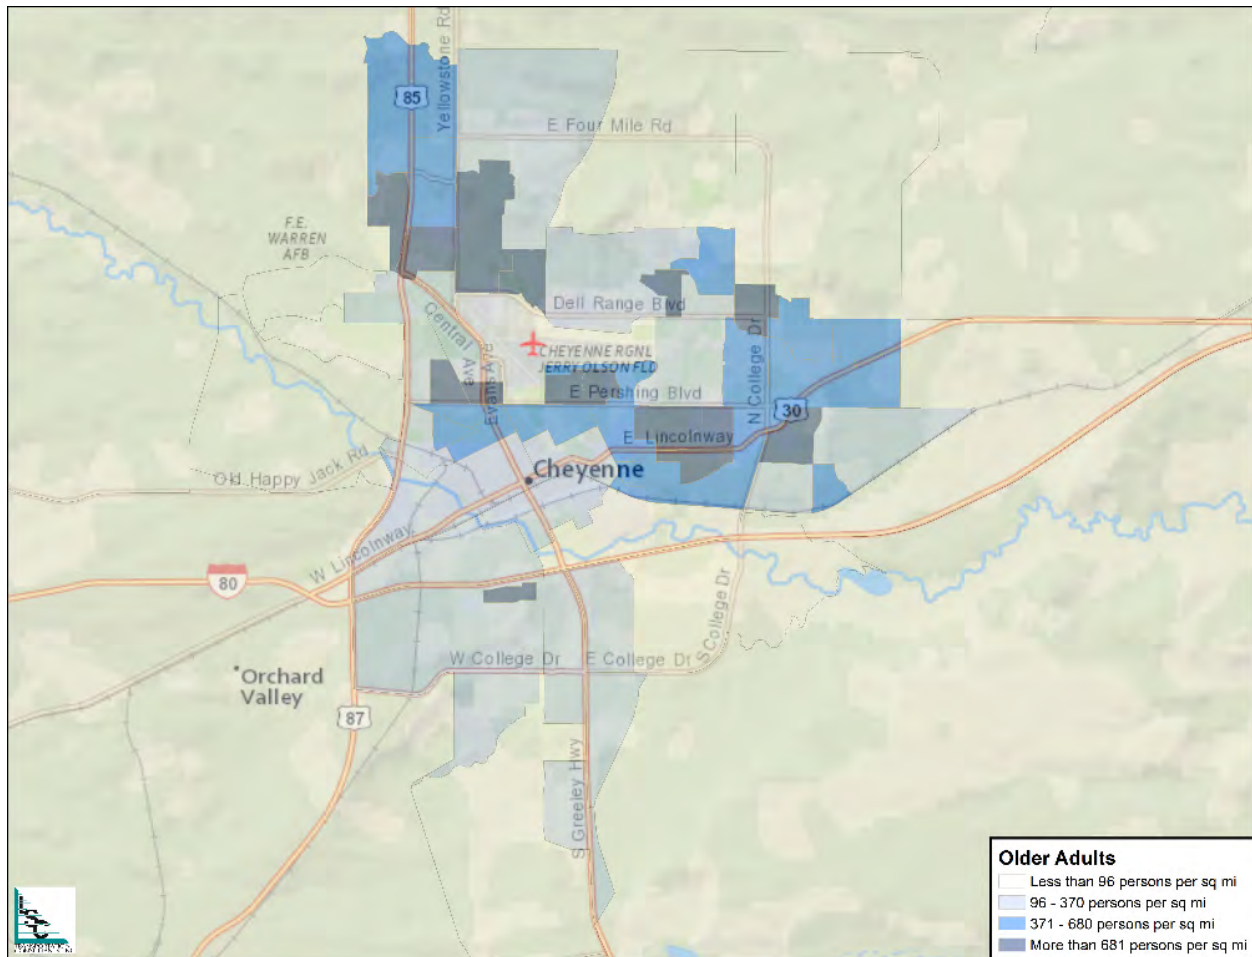 Yellowstone Rd
85
E Four Mile Rd
F.E.
WARREN
AFB
Dell Range Blvd
Central Ave
Evans Ave
CHEYENNE RGNL
JERRY OLSON FLD
N College Dr
E Pershing Blvd
30
E Lincolnway
Cheyenne
Old Happy Jack Rd
W Lincolnway
80
S College Dr
W College Dr
E College Dr
Orchard
Valley
87
S Greeley Hwy
Older Adults
Less than 96 persons per sq mi
96 - 370 persons per sq mi
371 - 680 persons per sq mi
More than 681 persons per sq mi